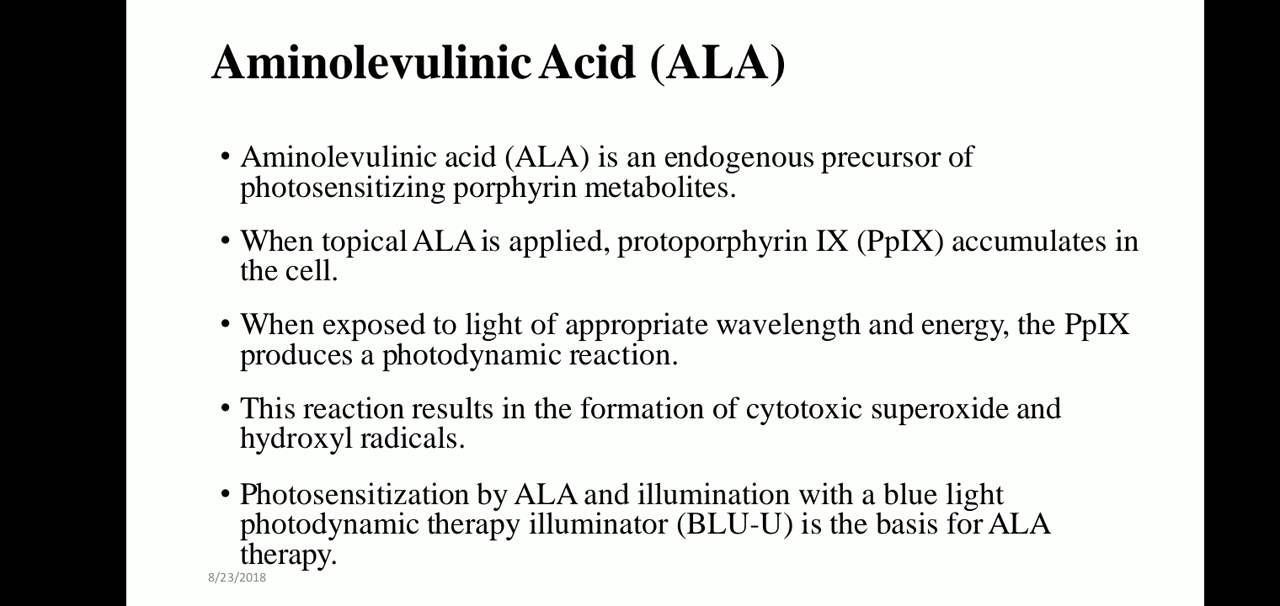 Aminolevulinic Acid (ALA)
• Aminolevulinic acid (ALA) is an endogenous precursor of
photosensitizing porphyrin metabolites.
• When topical ALA is applied, protoporphyrin IX (PpIX) accumulates in
the cell.
• When exposed to light of appropriate wavelength and energy, the PpIX
produces a photodynamic reaction.
• This reaction results in the formation of cytotoxic superoxide and
hydroxyl radicals.
• Photosensitization by ALA and illumination with a blue light
photodynamic therapy illuminator (BLU-U) is the basis for ALA
therapy.
8/23/2018